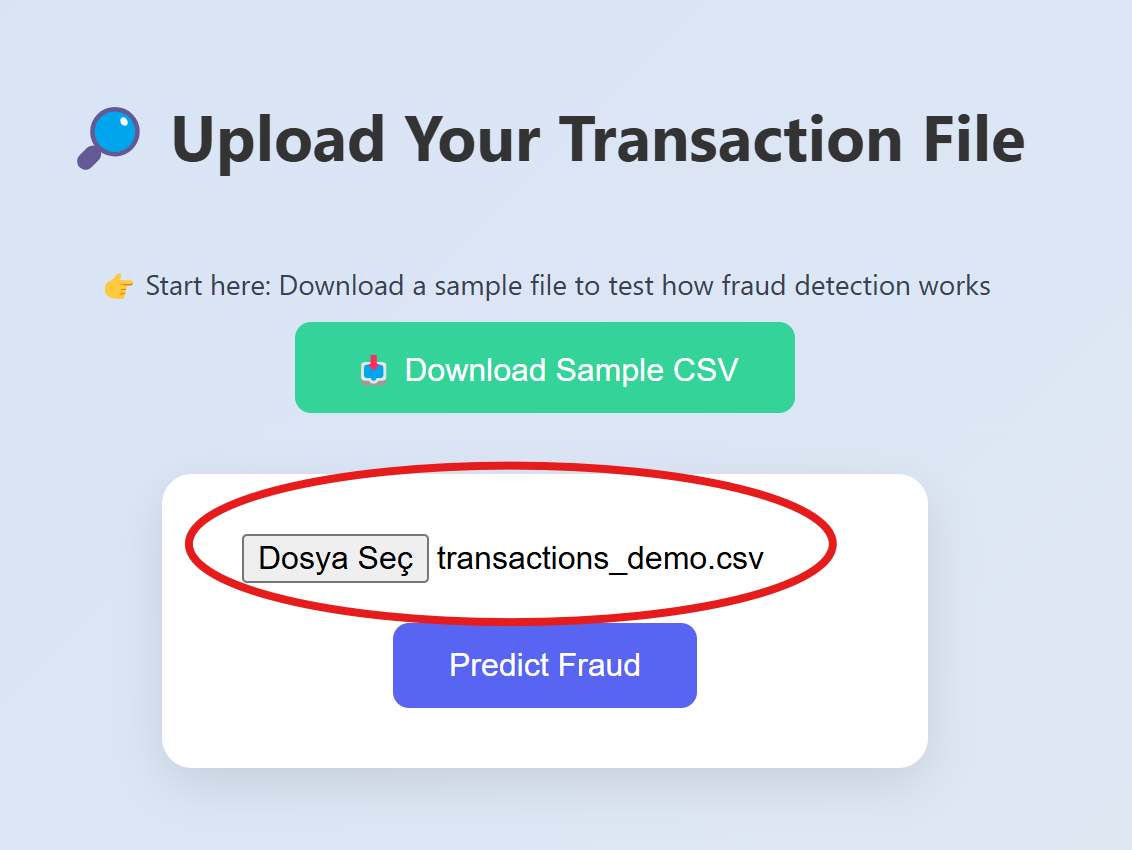 Upload Your Transaction File
Start here: Download a sample file to test how fraud detection works
Download Sample CSV
Dosya Seç transactions_demo.csv
Predict Fraud